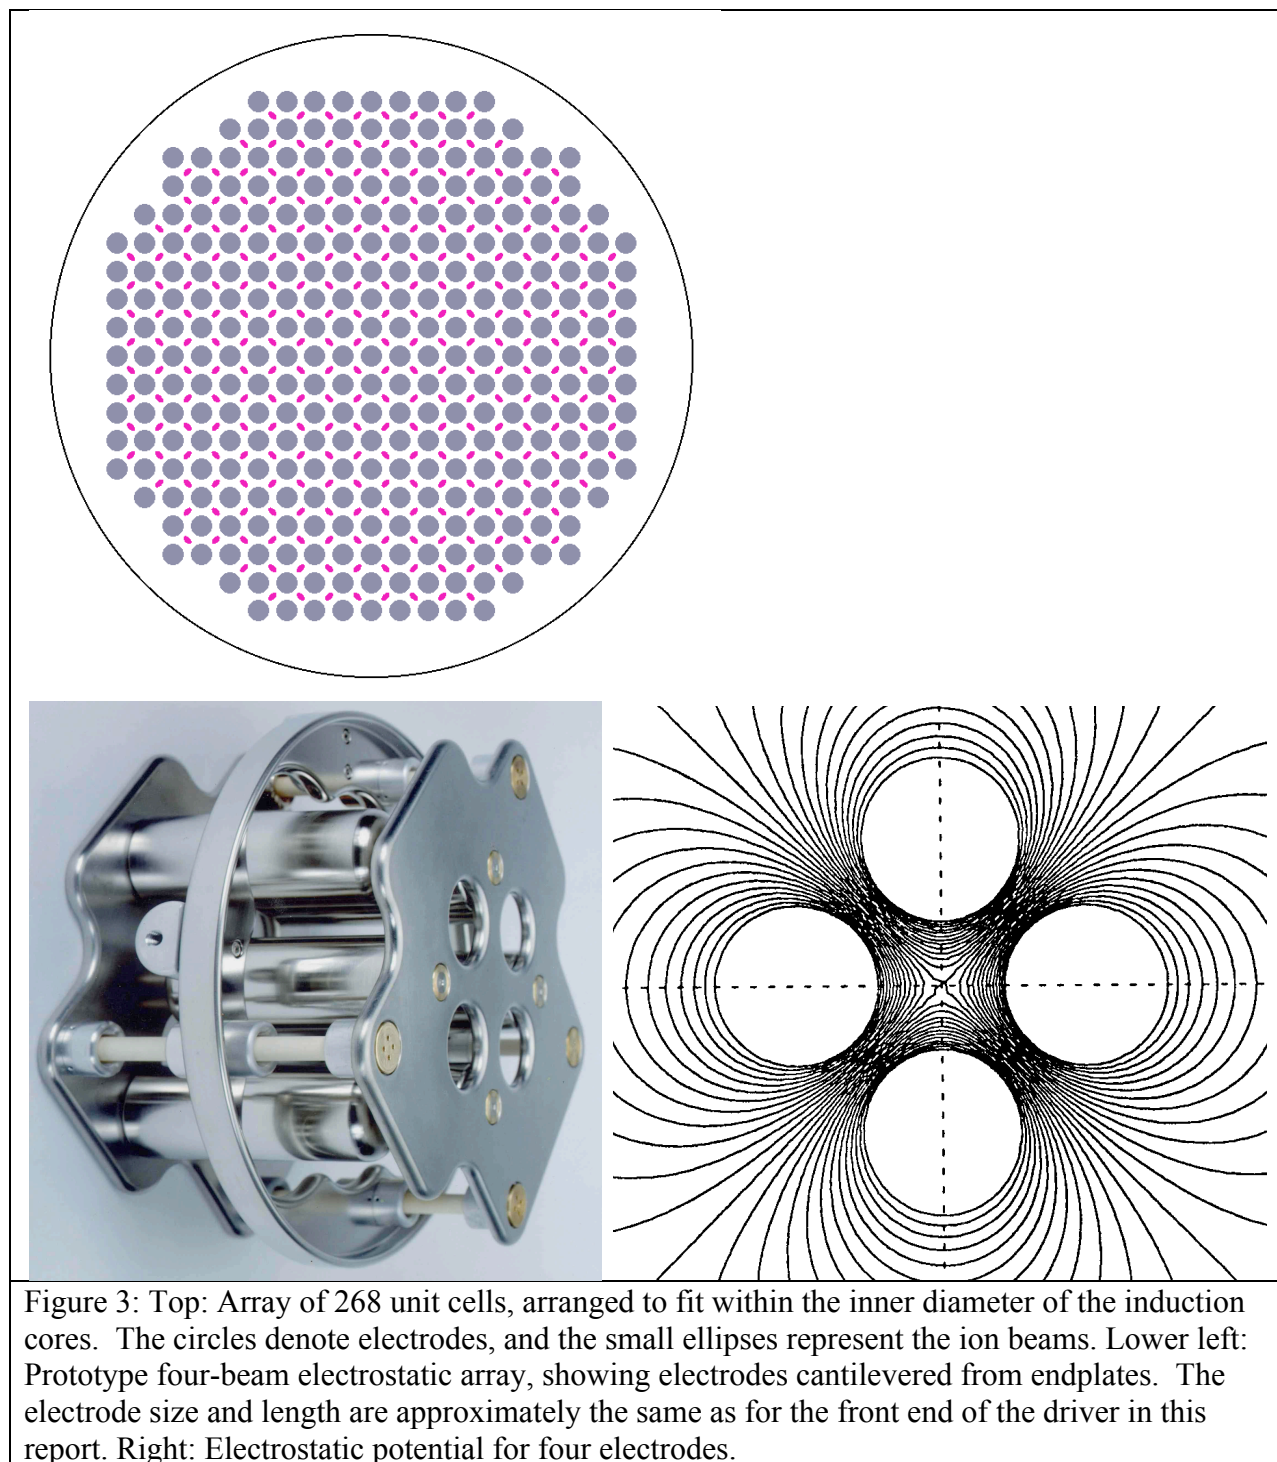 Figure 3: Top: Array of 268 unit cells, arranged to fit within the inner diameter of the induction
cores. The circles denote electrodes, and the small ellipses represent the ion beams. Lower left:
Prototype four-beam electrostatic array, showing electrodes cantilevered from endplates. The
electrode size and length are approximately the same as for the front end of the driver in this
report. Right: Electrostatic potential for four electrodes.